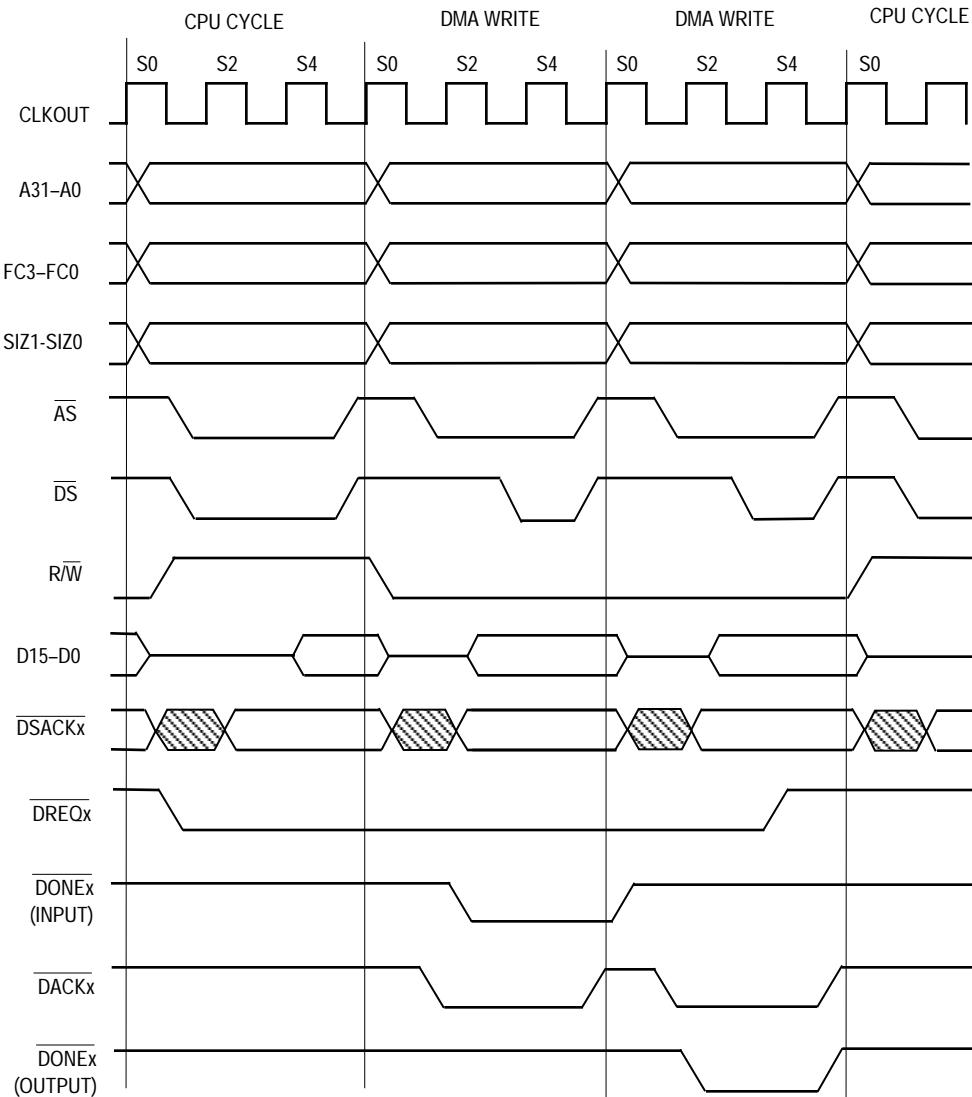 CPU CYCLE DMA WRITE DMA WRITE CPU CYCLE
S0 S2 S4 S0 S2 S4 S0 S2 S4 S0
CLKOUT
A31–A0
FC3–FC0
SIZ1-SIZ0
AS
DS
R/W
D15–D0
DSACKx
DREQx
DONEx
(INPUT)
DACKx
DONEx
(OUTPUT)